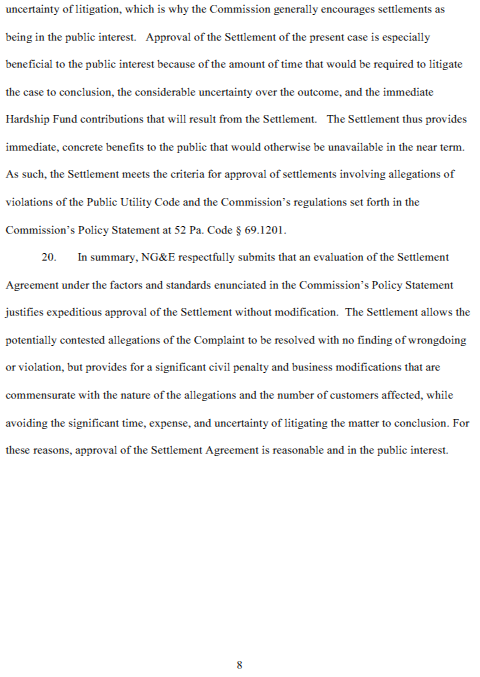 uncertainty of litigation, which is why the Commission generally encourages settlements as
being in the public interest.   Approval of the Settlement of the present case is especially
beneficial to the public interest because of the amount of time that would be required to litigate
the case to conclusion, the considerable uncertainty over the outcome, and the immediate
Hardship Fund contributions that will result from the Settlement.   The Settlement thus provides
immediate, concrete benefits to the public that would otherwise be unavailable in the near term.
As such, the Settlement meets the criteria for approval of settlements involving allegations of
violations of the Public Utility Code and the Commission's regulations set forth in the
Commission's Policy Statement at 52 Pa. Code § 69.1201.
20.   In summary, NG&E respectfully submits that an evaluation of the Settlement
Agreement under the factors and standards enunciated in the Commission's Policy Statement
justifies expeditious approval of the Settlement without modification.  The Settlement allows the
potentially contested allegations of the Complaint to be resolved with no finding of wrongdoing
or violation, but provides for a significant civil penalty and business modifications that are
commensurate with the nature of the allegations and the number of customers affected, while
avoiding the significant time, expense, and uncertainty of litigating the matter to conclusion. For
these reasons, approval of the Settlement Agreement is reasonable and in the public interest.
8